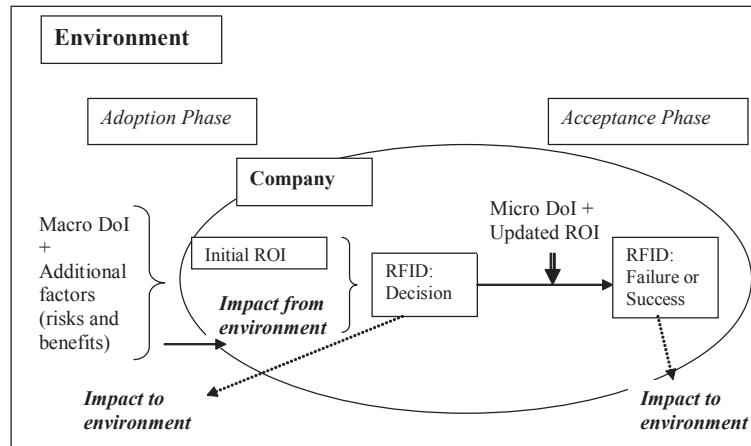 Environment
Adoption Phase
Acceptance Phase
Company
Macro DoI
+
Additional
factors
(risks and
benefits)
Initial ROI
Impact from
environment
RFID:
Decision
Micro DoI +
Updated ROI
RFID:
Failure or
Success
Impact to
environment
Impact to
environment